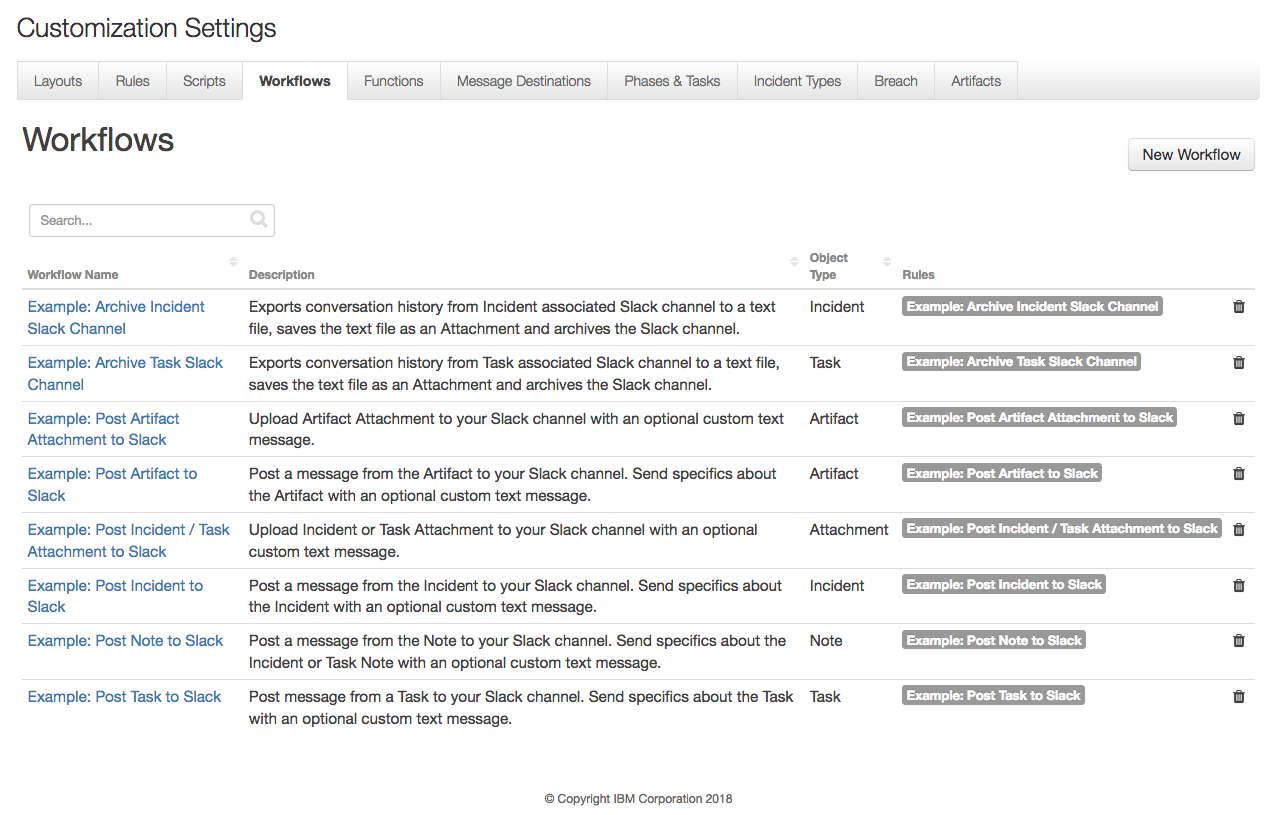 Customization Settings
Layouts Rules Scripts Workflows Functions Message Destinations Phases & Tasks Incident Types Breach Artifacts
Workflows
New Workflow
Search...
Workflow Name Description Object Type Rules
Example: Archive Incident Slack Channel
Exports conversation history from Incident associated Slack channel to a text
file, saves the text file as an Attachment and archives the Slack channel.
Incident
Example: Archive Incident Slack Channel
Example: Archive Task Slack Channel
Exports conversation history from Task associated Slack channel to a text file,
saves the text file as an Attachment and archives the Slack channel.
Task
Example: Archive Task Slack Channel
Example: Post Artifact
Attachment to Slack
Upload Artifact Attachment to your Slack channel with an optional custom text
message.
Artifact
Example: Post Artifact Attachment to Slack
Example: Post Artifact to
Slack
Post a message from the Artifact to your Slack channel. Send specifics about
the Artifact with an optional custom text message.
Artifact
Example: Post Artifact to Slack
Example: Post Incident / Task
Attachment to Slack
Upload Incident or Task Attachment to your Slack channel with an optional
custom text message.
Attachment
Example: Post Incident / Task Attachment to Slack
Example: Post Incident to
Slack
Post a message from the Incident to your Slack channel. Send specifics about
the Incident with an optional custom text message.
Incident
Example: Post Incident to Slack
Example: Post Note to Slack
Post a message from the Note to your Slack channel. Send specifics about the
Incident or Task Note with an optional custom text message.
Note
Example: Post Note to Slack
Example: Post Task to Slack
Post message from a Task to your Slack channel. Send specifics about the Task
with an optional custom text message.
Task
Example: Post Task to Slack
© Copyright IBM Corporation 2018